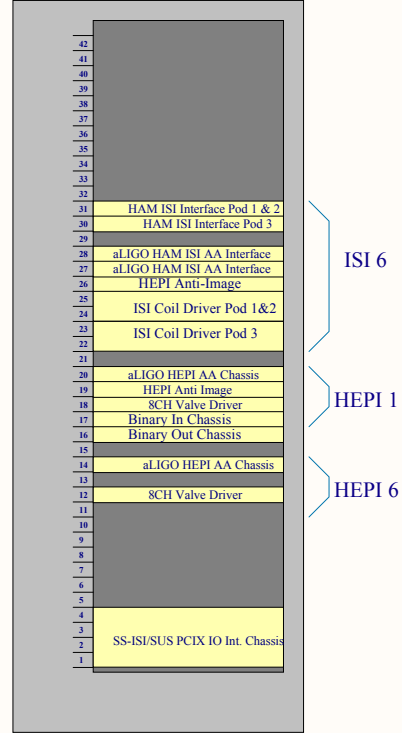 42
41
40
39
38
37
36
35
34
33
32
31 HAM ISI Interface Pod 1 & 2
30 HAM ISI Interface Pod 3
29
28 aLIGO HAM ISI AA Interface
ISI 6
27 aLIGO HAM ISI AA Interface
26 HEPI Anti-Image
25
24 ISI Coil Driver Pod 1&2
23
22 ISI Coil Driver Pod 3
21
20 aLIGO HEPI AA Chassis
19 HEPI Anti Image
18 8CH Valve Driver
HEPI 1
17 Binary In Chassis
16 Binary Out Chassis
15
14 aLIGO HEPI AA Chassis
13
HEPI 6
12 8CH Valve Driver
11
10
9
8
7
6
5
4
3
2 SS-ISI/SUS PCIX IO Int. Chassis
1